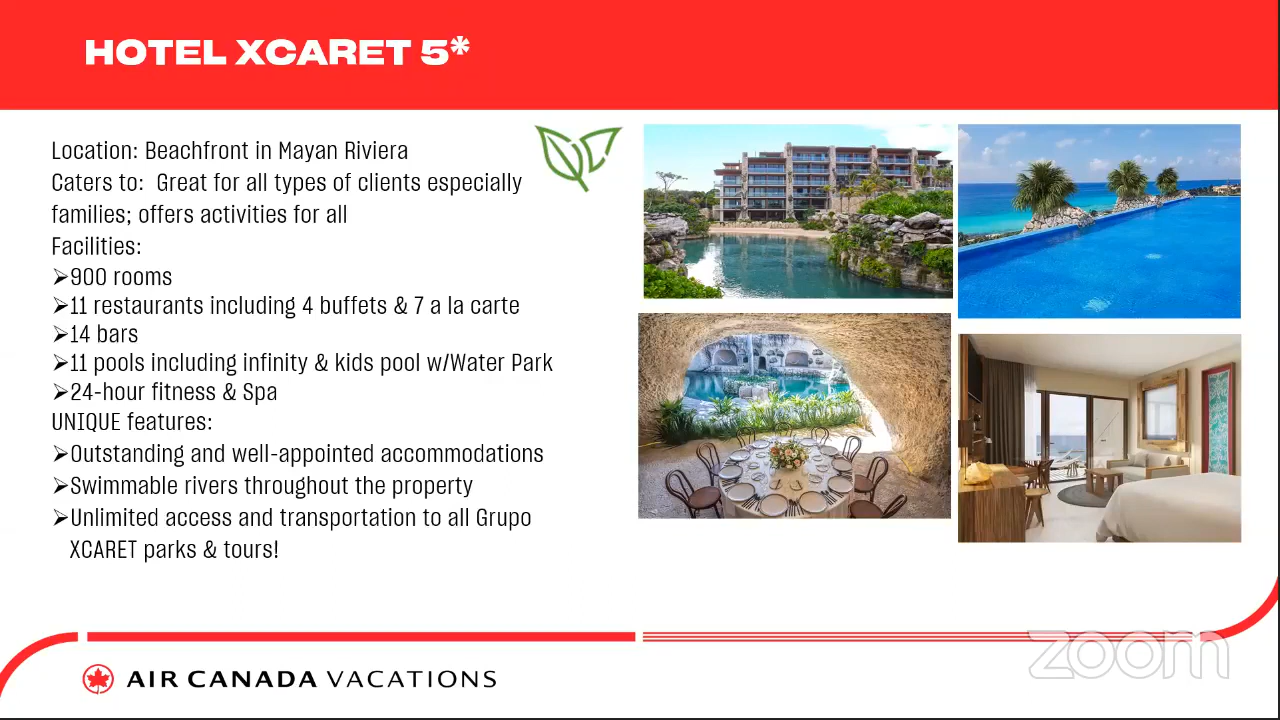 HOTEL XCARET 5*
Location: Beachfront in Mayan Riviera
Caters to:  Great for all types of clients especially
families; offers activities for all
Facilities:
➢900 rooms
➢11 restaurants including 4 buffets & 7 a la carte
➢14 bars
➢11 pools including infinity & kids pool w/Water Park
➢24-hour fitness & Spa
UNIQUE features:
➢Outstanding and well-appointed accommodations
➢Swimmable rivers throughout the property
➢Unlimited access and transportation to all Grupo
XCARET parks & tours!
AIR CANADA VACATIONS
zoom